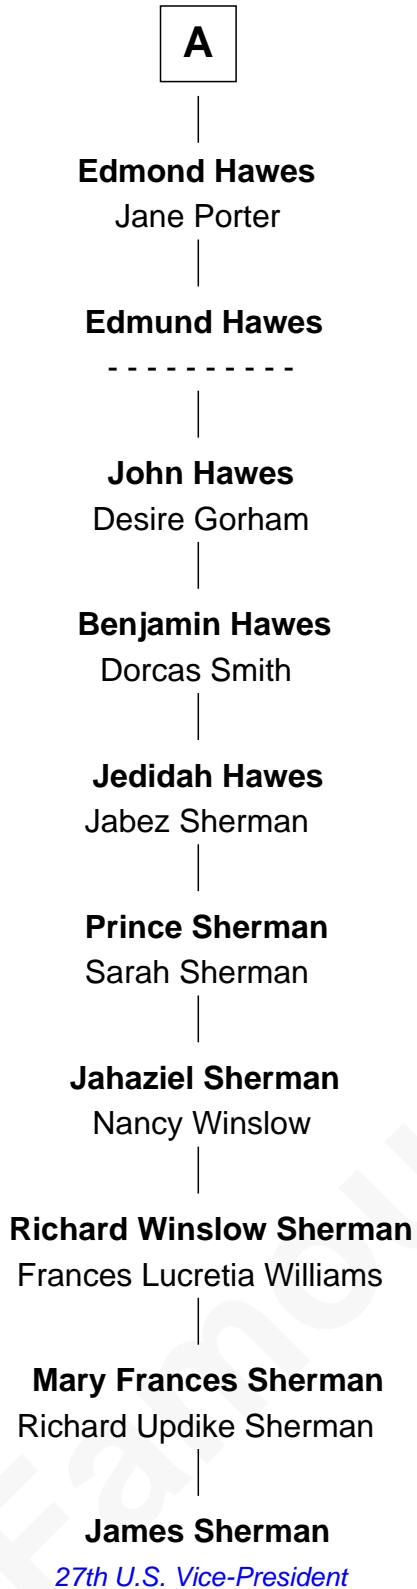 A
Edmond Hawes
Jane Porter
Edmund Hawes
- - - - - - - - - -
John Hawes
Desire Gorham
Benjamin Hawes
Dorcas Smith
Jedidah Hawes
Jabez Sherman
Prince Sherman
Sarah Sherman
Jahaziel Sherman
Nancy Winslow
Richard Winslow Sherman
Frances Lucretia Williams
Mary Frances Sherman
Richard Updike Sherman
James Sherman
27th U.S. Vice-President